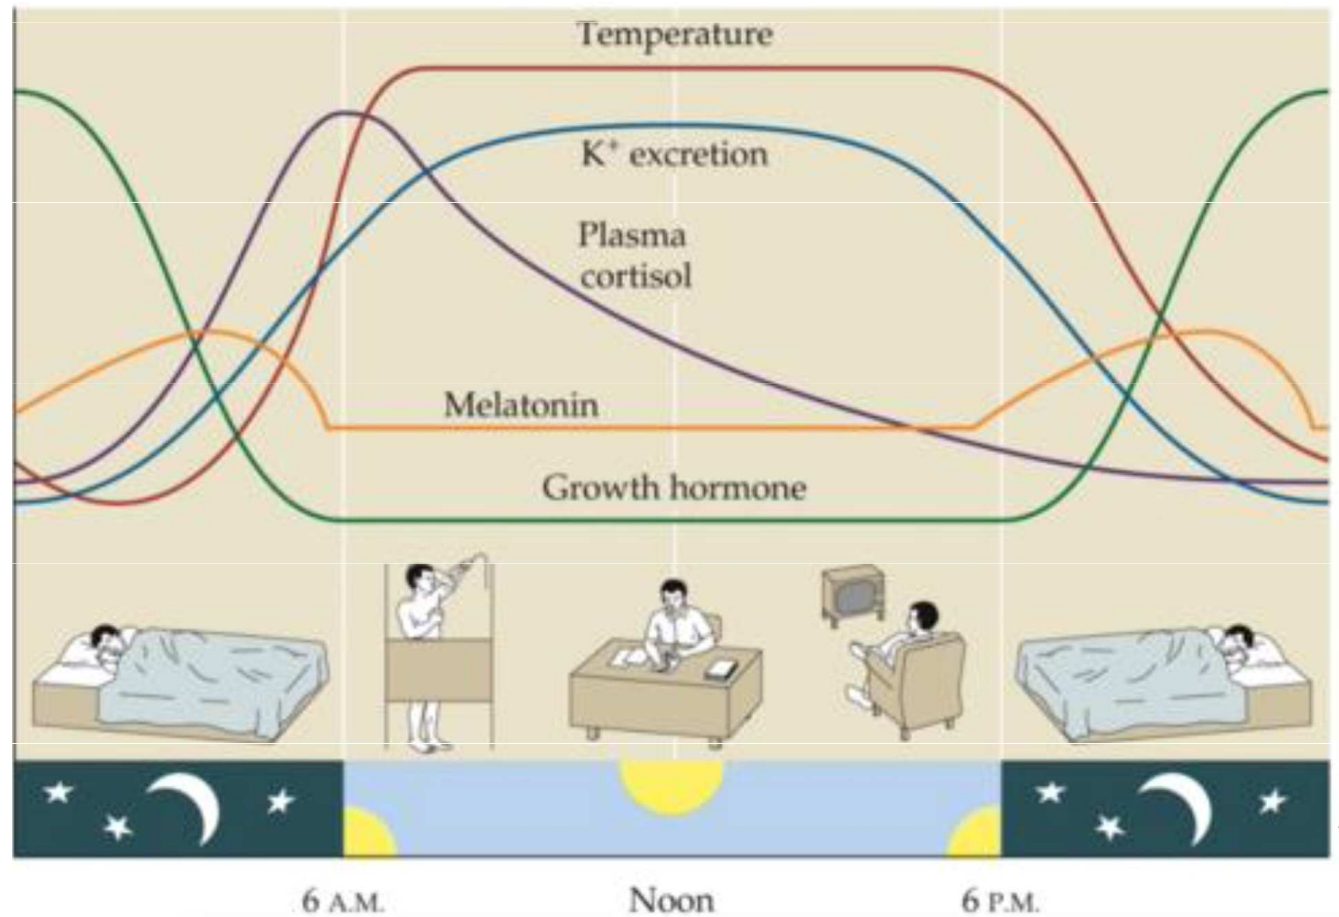 Temperature
K⁺ excretion
Plasma
cortisol
Melatonin
Growth hormone
6 A.M.
Noon
6 P.M.